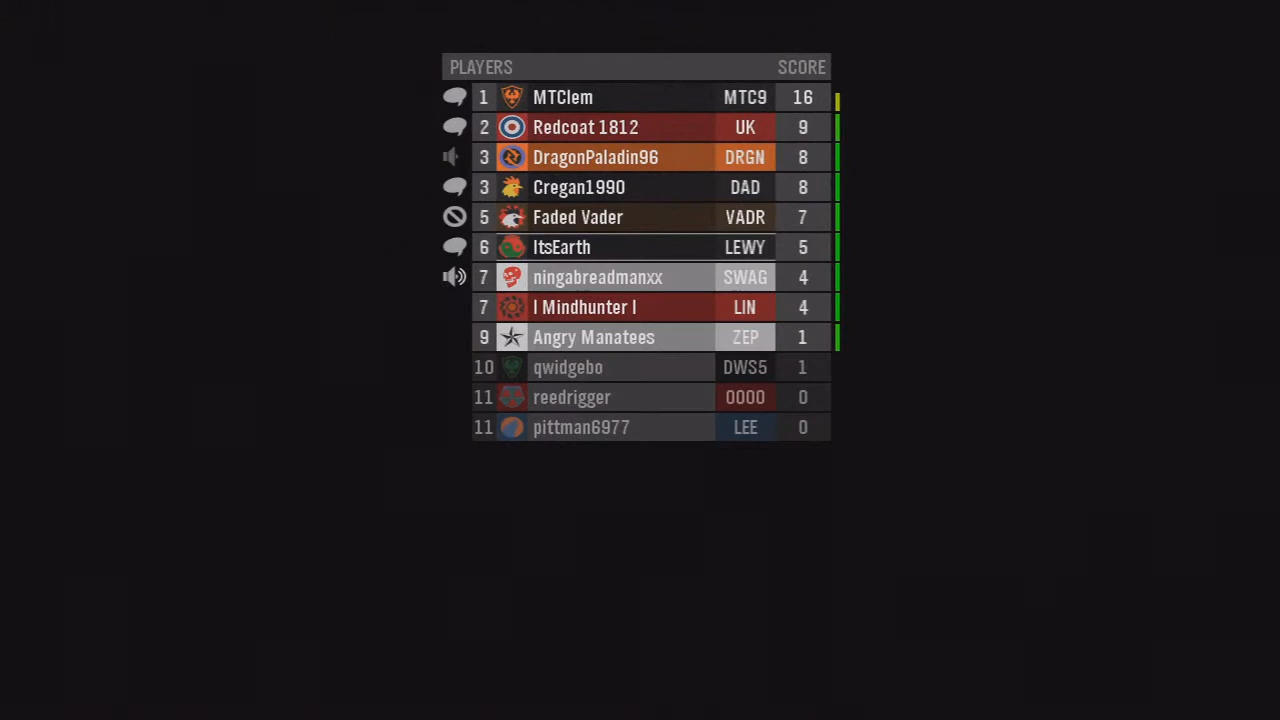 PLAYERS SCORE
1 MTClem MTC9 16
2 Redcoat 1812 UK 9
3 DragonPaladin96 DRGN 8
3 Cregan1990 DAD 8
5 Faded Vader VADR 7
6 ItsEarth LEWY 5
7 ningabreadmanxx SWAG 4
7 I Mindhunter I LIN 4
9 Angry Manatees ZEP 1
10 qwidgebo DWS5 1
11 reedrigger 0000 0
11 pittman6977 LEE 0